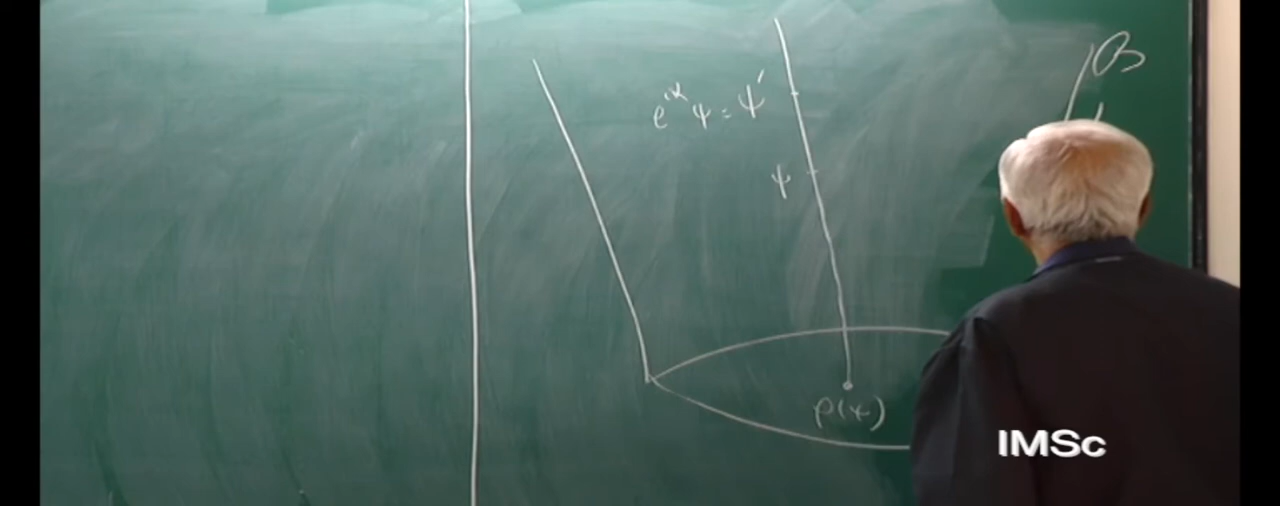 e^{iα} ψ = ψ'
ψ
ρ(ψ)
B
IMSc